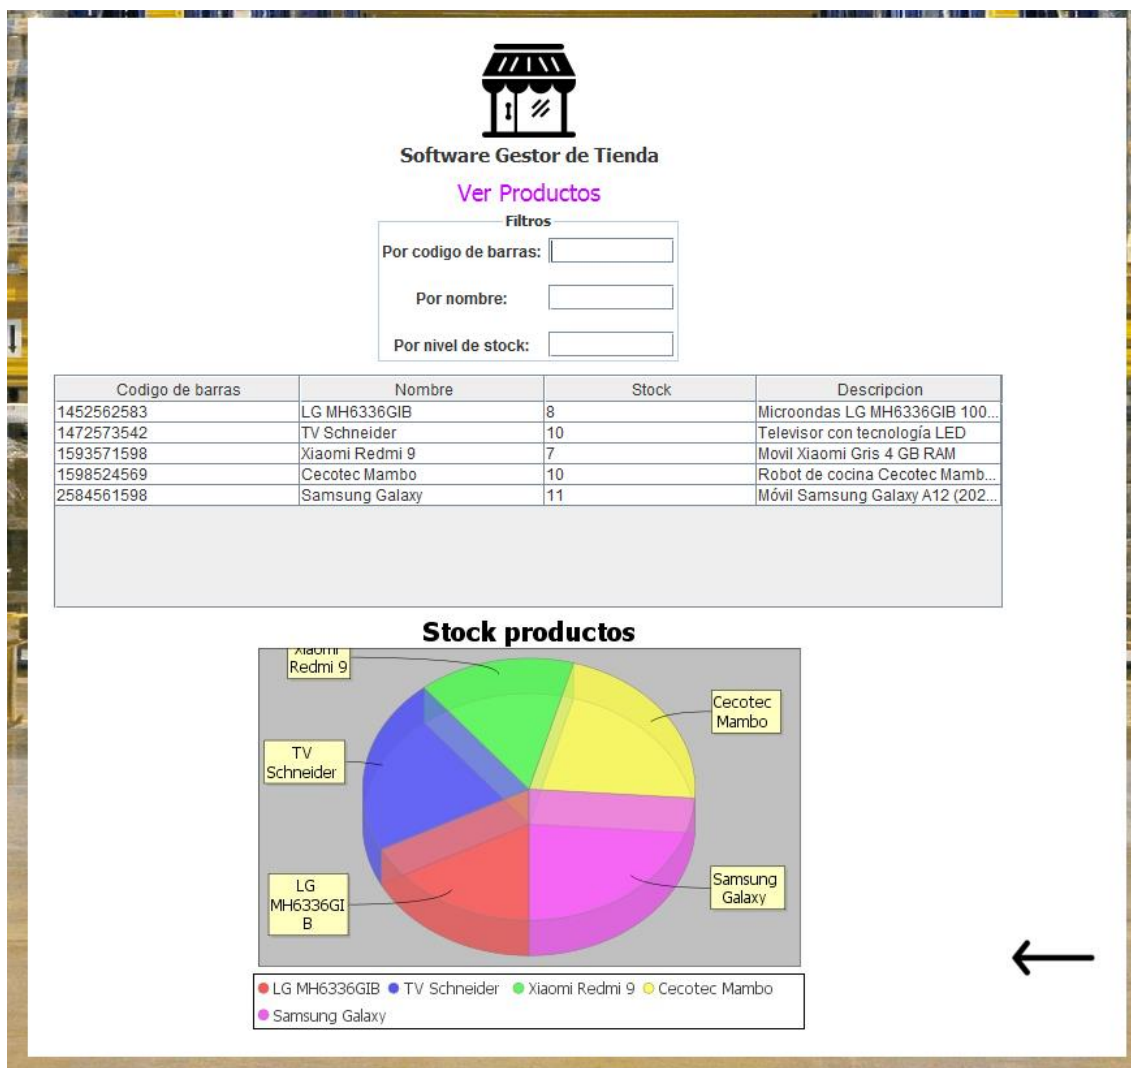 Software Gestor de Tienda
Ver Productos
Filtros
Por codigo de barras:
Por nombre:
Por nivel de stock:
Codigo de barras Nombre Stock Descripcion
1452562583 LG MH6336GIB 8 Microondas LG MH6336GIB 100...
1472573542 TV Schneider 10 Televisor con tecnología LED
1593571598 Xiaomi Redmi 9 7 Movil Xiaomi Gris 4 GB RAM
1598524569 Cecotec Mambo 10 Robot de cocina Cecotec Mamb...
2584561598 Samsung Galaxy 11 Móvil Samsung Galaxy A12 (202...
Stock productos
Xiaomi
Redmi 9
Cecotec
Mambo
TV
Schneider
LG
MH6336GI
B
Samsung
Galaxy
LG MH6336GIB TV Schneider Xiaomi Redmi 9 Cecotec Mambo
Samsung Galaxy